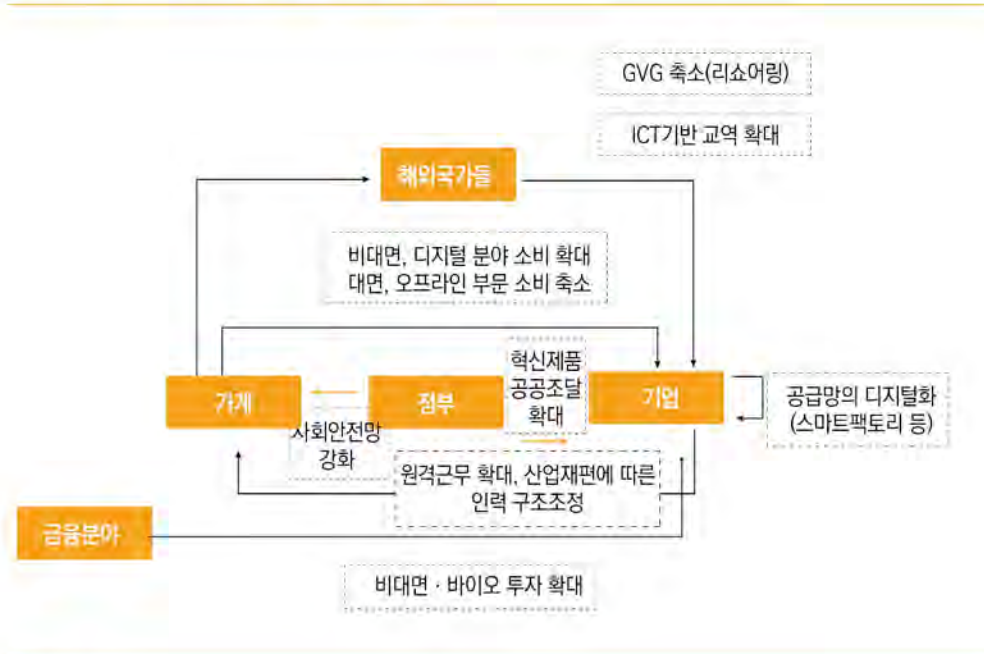 GVG 축소(리쇼어링)
ICT기반 교역 확대
해외국가들
비대면, 디지털 분야 소비 확대
대면, 오프라인 부문 소비 축소
혁신제품
공공조달
확대
가계
정부
기업
공급망의 디지털화
(스마트팩토리 등)
사회안전망
강화
원격근무 확대, 산업재편에 따른
인력 구조조정
금융분야
비대면 · 바이오 투자 확대